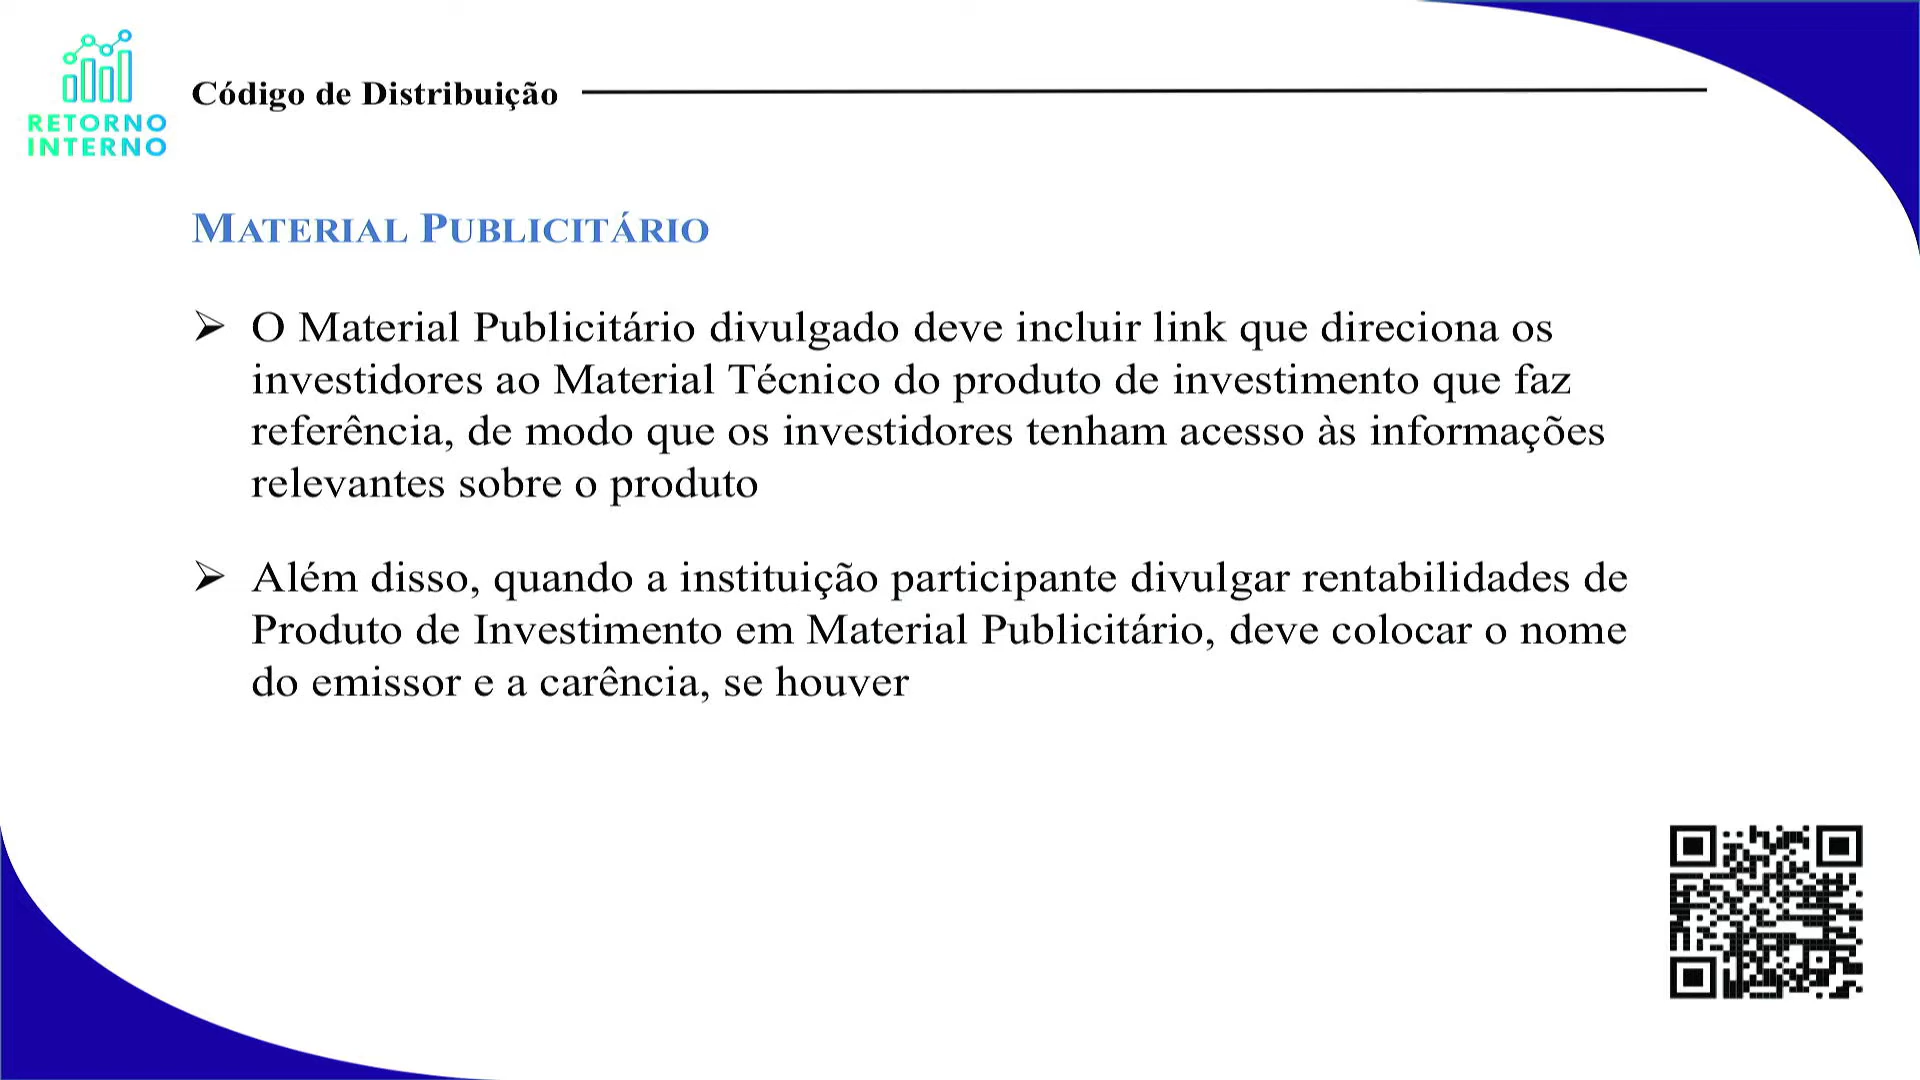 RETORNO
INTERNO
Código de Distribuição
MATERIAL PUBLICITÁRIO
➢ O Material Publicitário divulgado deve incluir link que direciona os
investidores ao Material Técnico do produto de investimento que faz
referência, de modo que os investidores tenham acesso às informações
relevantes sobre o produto
➢ Além disso, quando a instituição participante divulgar rentabilidades de
Produto de Investimento em Material Publicitário, deve colocar o nome
do emissor e a carência, se houver